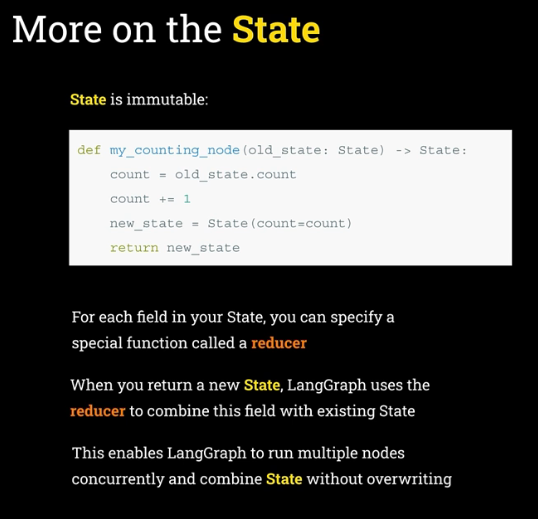 More on the State
State is immutable:
def my_counting_node(old_state: State) -> State:
    count = old_state.count
    count += 1
    new_state = State(count=count)
    return new_state
For each field in your State, you can specify a
special function called a reducer
When you return a new State, LangGraph uses the
reducer to combine this field with existing State
This enables LangGraph to run multiple nodes
concurrently and combine State without overwriting